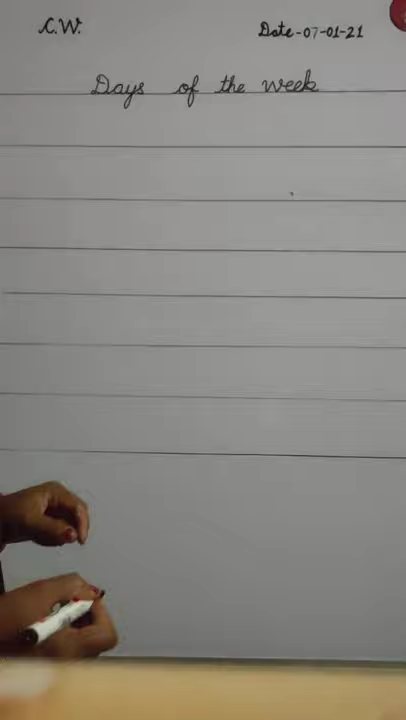 C.W. Date-07-01-21
Days of the week